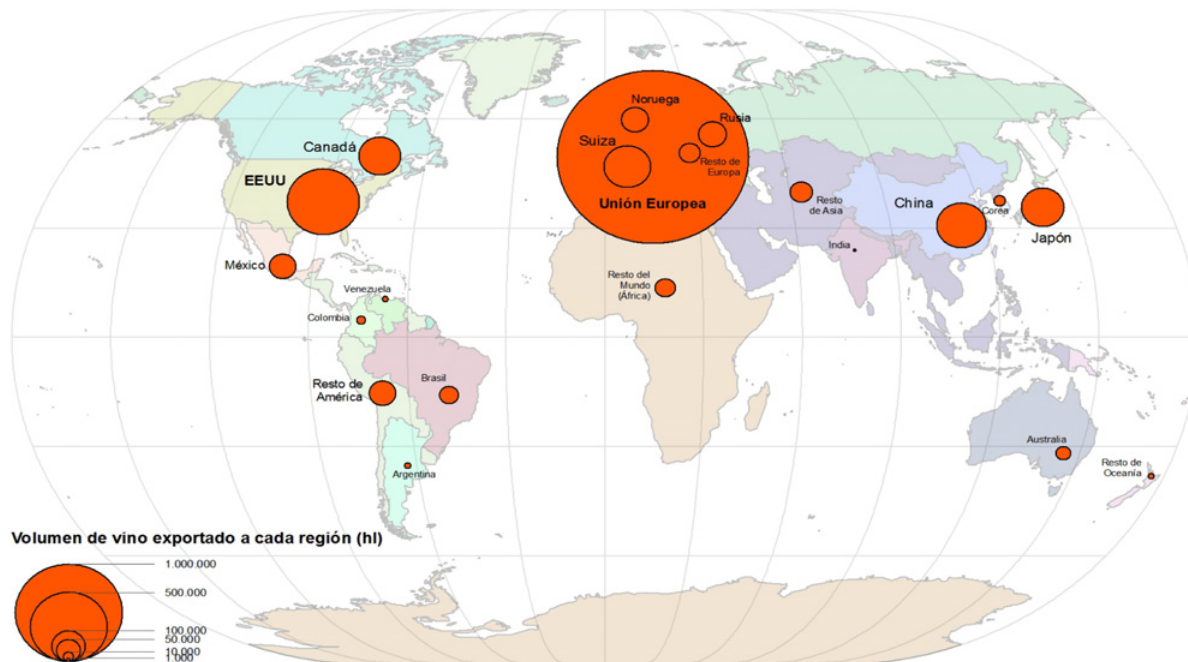 Noruega
Rusia
Canadá
Suiza
Resto de
Europa
EEUU
Unión Europea
Resto
de Asia
China
Corea
Japón
India
México
Resto del
Mundo
(África)
Venezuela
Colombia
Resto de
América
Brasil
Argentina
Australia
Resto de
Oceanía
Volumen de vino exportado a cada región (hl)
1.000.000
500.000
100.000
50.000
10.000
1.000